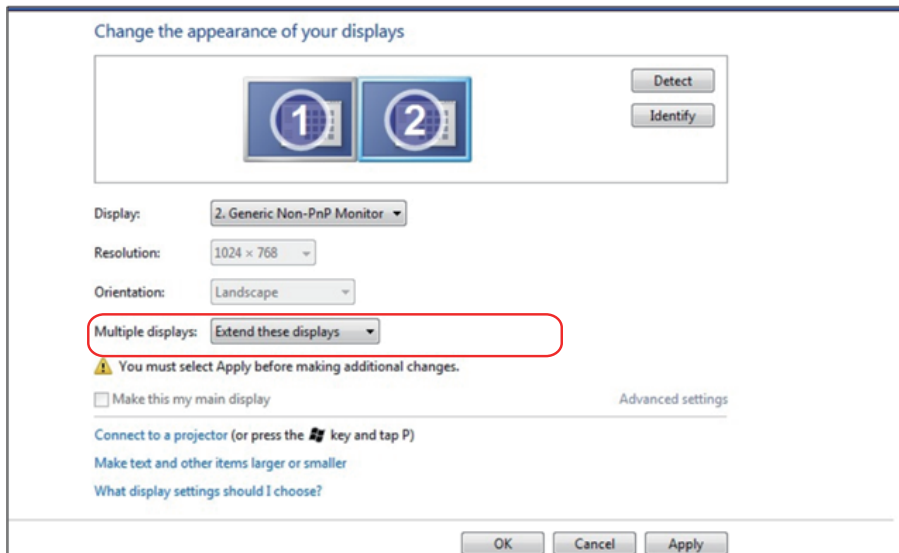 Change the appearance of your displays
1 2
Detect
Identify
Display: 2. Generic Non-PnP Monitor
Resolution: 1024 × 768
Orientation: Landscape
Multiple displays: Extend these displays
You must select Apply before making additional changes.
Make this my main display Advanced settings
Connect to a projector (or press the key and tap P)
Make text and other items larger or smaller
What display settings should I choose?
OK Cancel Apply